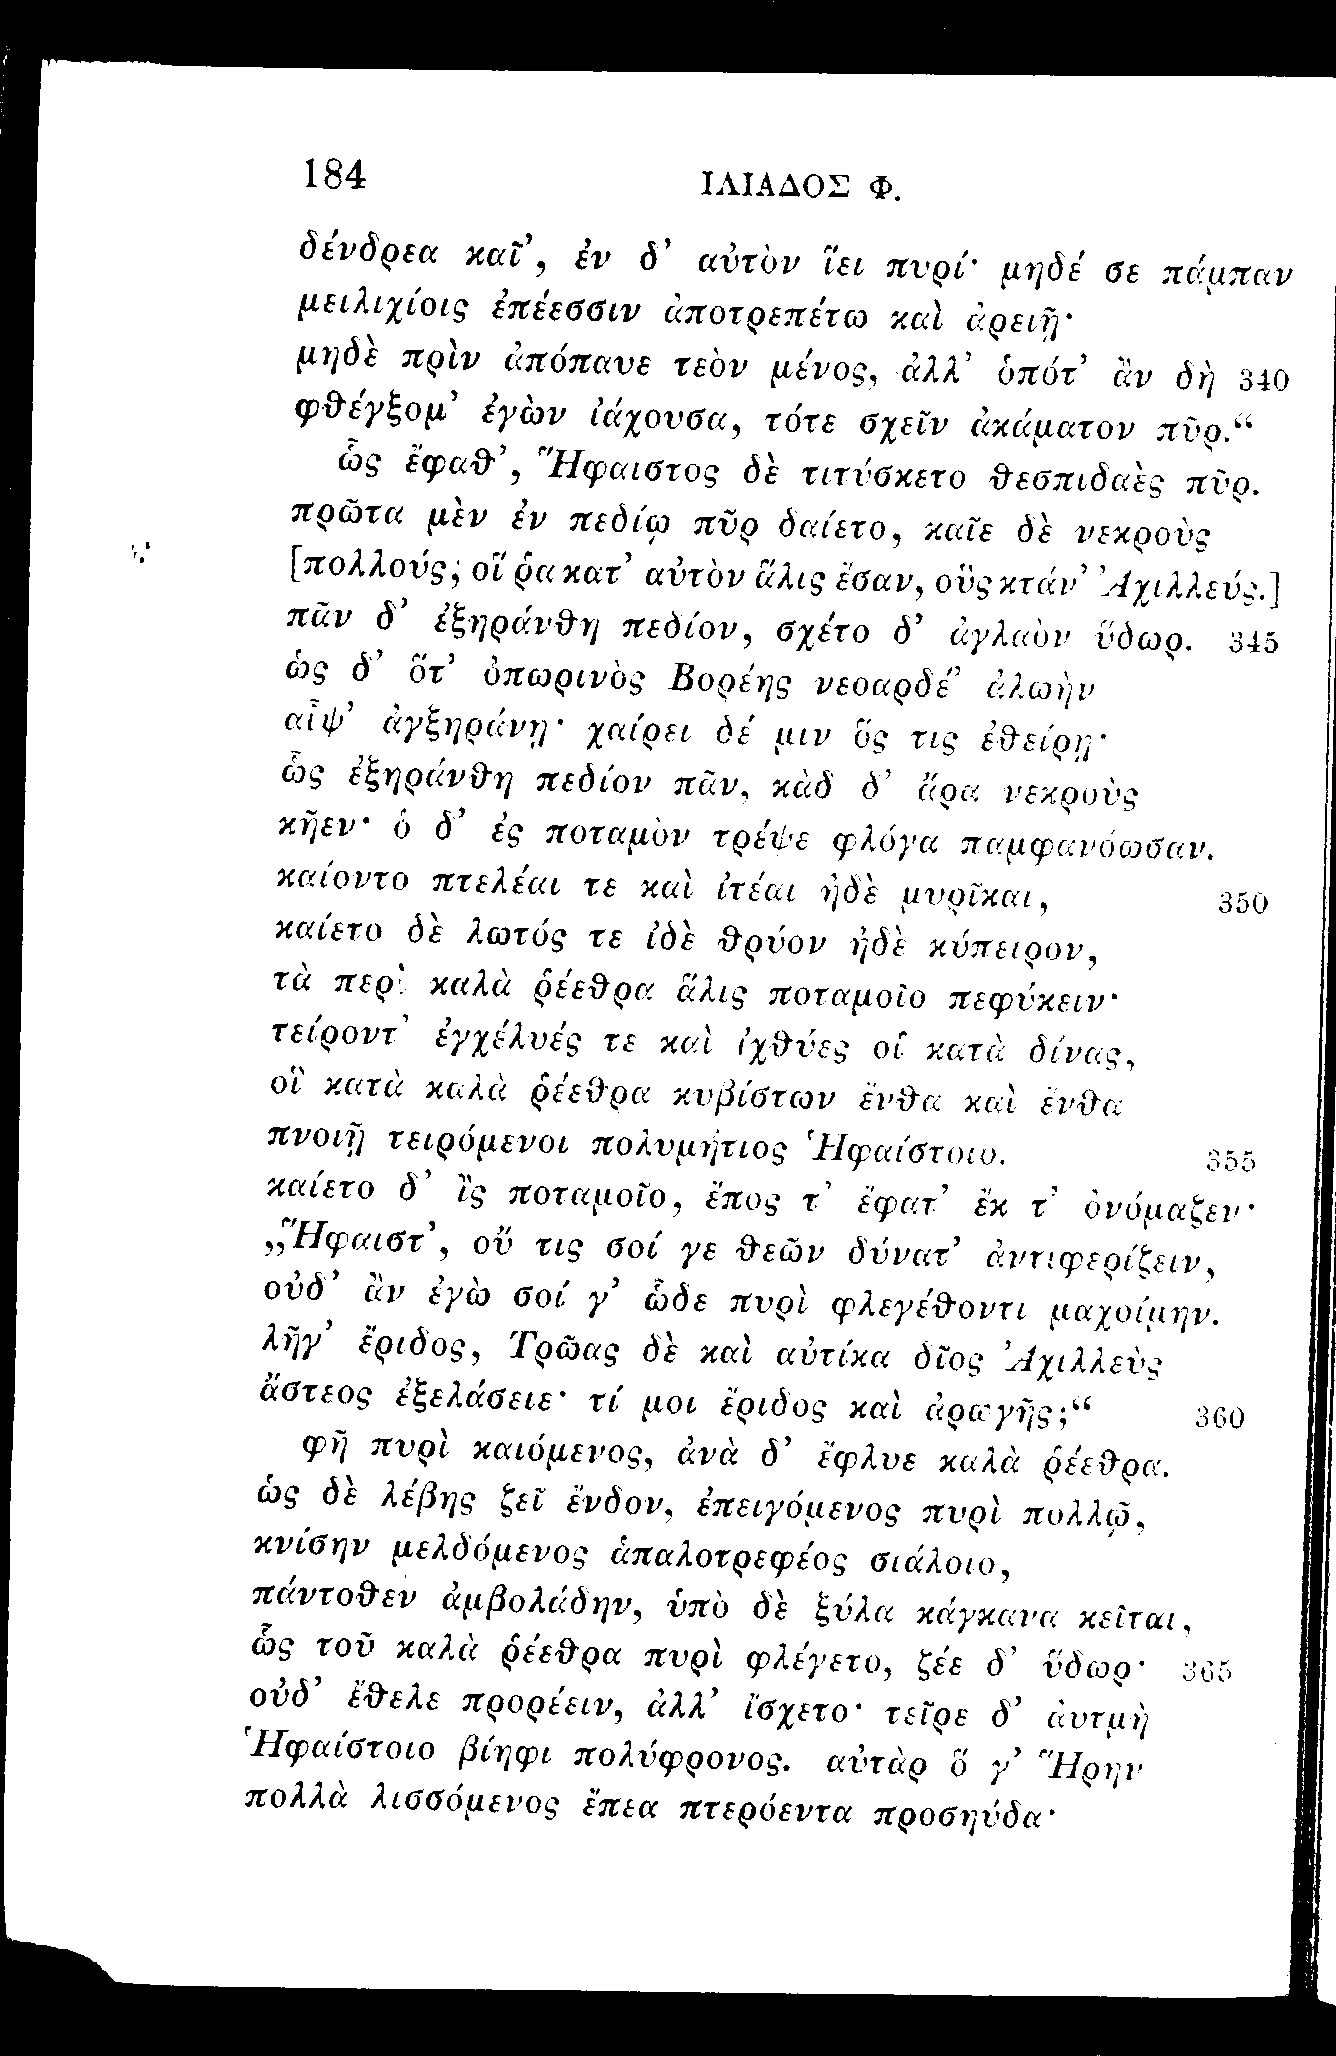 184 ΙΛΙΑΔΟΣ Φ.
δένδρεα καῖ’, ἐν δ’ αὐτὸν ἵει πυρί· μηδέ σε πάμπαν
μειλιχίοις ἐπέεσσιν ἀποτρεπέτω καὶ ἀρειῇ·
μηδὲ πρὶν ἀπόπαυε τεὸν μένος, ἀλλ’ ὁπότ’ ἂν δὴ 340
φθέγξομ’ ἐγὼν ἰάχουσα, τότε σχεῖν ἀκάματον πῦρ.“
ὣς ἔφαθ’, Ἥφαιστος δὲ τιτύσκετο θεσπιδαὲς πῦρ.
πρῶτα μὲν ἐν πεδίῳ πῦρ δαίετο, καῖε δὲ νεκροὺς
[πολλούς, οἵ ῥα κατ’ αὐτὸν ἅλις ἔσαν, οὓς κτάν’ Ἀχιλλεύς.]
πᾶν δ’ ἐξηράνθη πεδίον, σχέτο δ’ ἀγλαὸν ὕδωρ. 345
ὡς δ’ ὅτ’ ὀπωρινὸς Βορέης νεοαρδέ’ ἀλωὴν
αἶψ’ ἀγξηράνῃ· χαίρει δέ μιν ὅς τις ἐθείρῃ·
ὣς ἐξηράνθη πεδίον πᾶν, κὰδ δ’ ἄρα νεκροὺς
κῆεν· ὁ δ’ ἐς ποταμὸν τρέψε φλόγα παμφανόωσαν.
καίοντο πτελέαι τε καὶ ἰτέαι ἠδὲ μυρῖκαι, 350
καίετο δὲ λωτός τε ἰδὲ θρύον ἠδὲ κύπειρον,
τὰ περὶ καλὰ ῥέεθρα ἅλις ποταμοῖο πεφύκειν·
τείροντ’ ἐγχέλυές τε καὶ ἰχθύες οἳ κατὰ δίνας,
οἳ κατὰ καλὰ ῥέεθρα κυβίστων ἔνθα καὶ ἔνθα
πνοιῇ τειρόμενοι πολυμήτιος Ἡφαίστοιο. 355
καίετο δ’ ἲς ποταμοῖο, ἔπος τ’ ἔφατ’ ἔκ τ’ ὀνόμαζεν·
„Ἥφαιστ’, οὔ τις σοί γε θεῶν δύνατ’ ἀντιφερίζειν,
οὐδ’ ἂν ἐγὼ σοί γ’ ὧδε πυρὶ φλεγέθοντι μαχοίμην.
λῆγ’ ἔριδος, Τρῶας δὲ καὶ αὐτίκα δῖος Ἀχιλλεὺς
ἄστεος ἐξελάσειε· τί μοι ἔριδος καὶ ἀρωγῆς;“ 360
φῆ πυρὶ καιόμενος, ἀνὰ δ’ ἔφλυε καλὰ ῥέεθρα.
ὡς δὲ λέβης ζεῖ ἔνδον, ἐπειγόμενος πυρὶ πολλῷ,
κνίσην μελδόμενος ἁπαλοτρεφέος σιάλοιο,
πάντοθεν ἀμβολάδην, ὑπὸ δὲ ξύλα κάγκανα κεῖται,
ὣς τοῦ καλὰ ῥέεθρα πυρὶ φλέγετο, ζέε δ’ ὕδωρ· 365
οὐδ’ ἔθελε προρέειν, ἀλλ’ ἴσχετο· τεῖρε δ’ ἀυτμὴ
Ἡφαίστοιο βίηφι πολύφρονος. αὐτὰρ ὅ γ’ Ἥρην
πολλὰ λισσόμενος ἔπεα πτερόεντα προσηύδα·